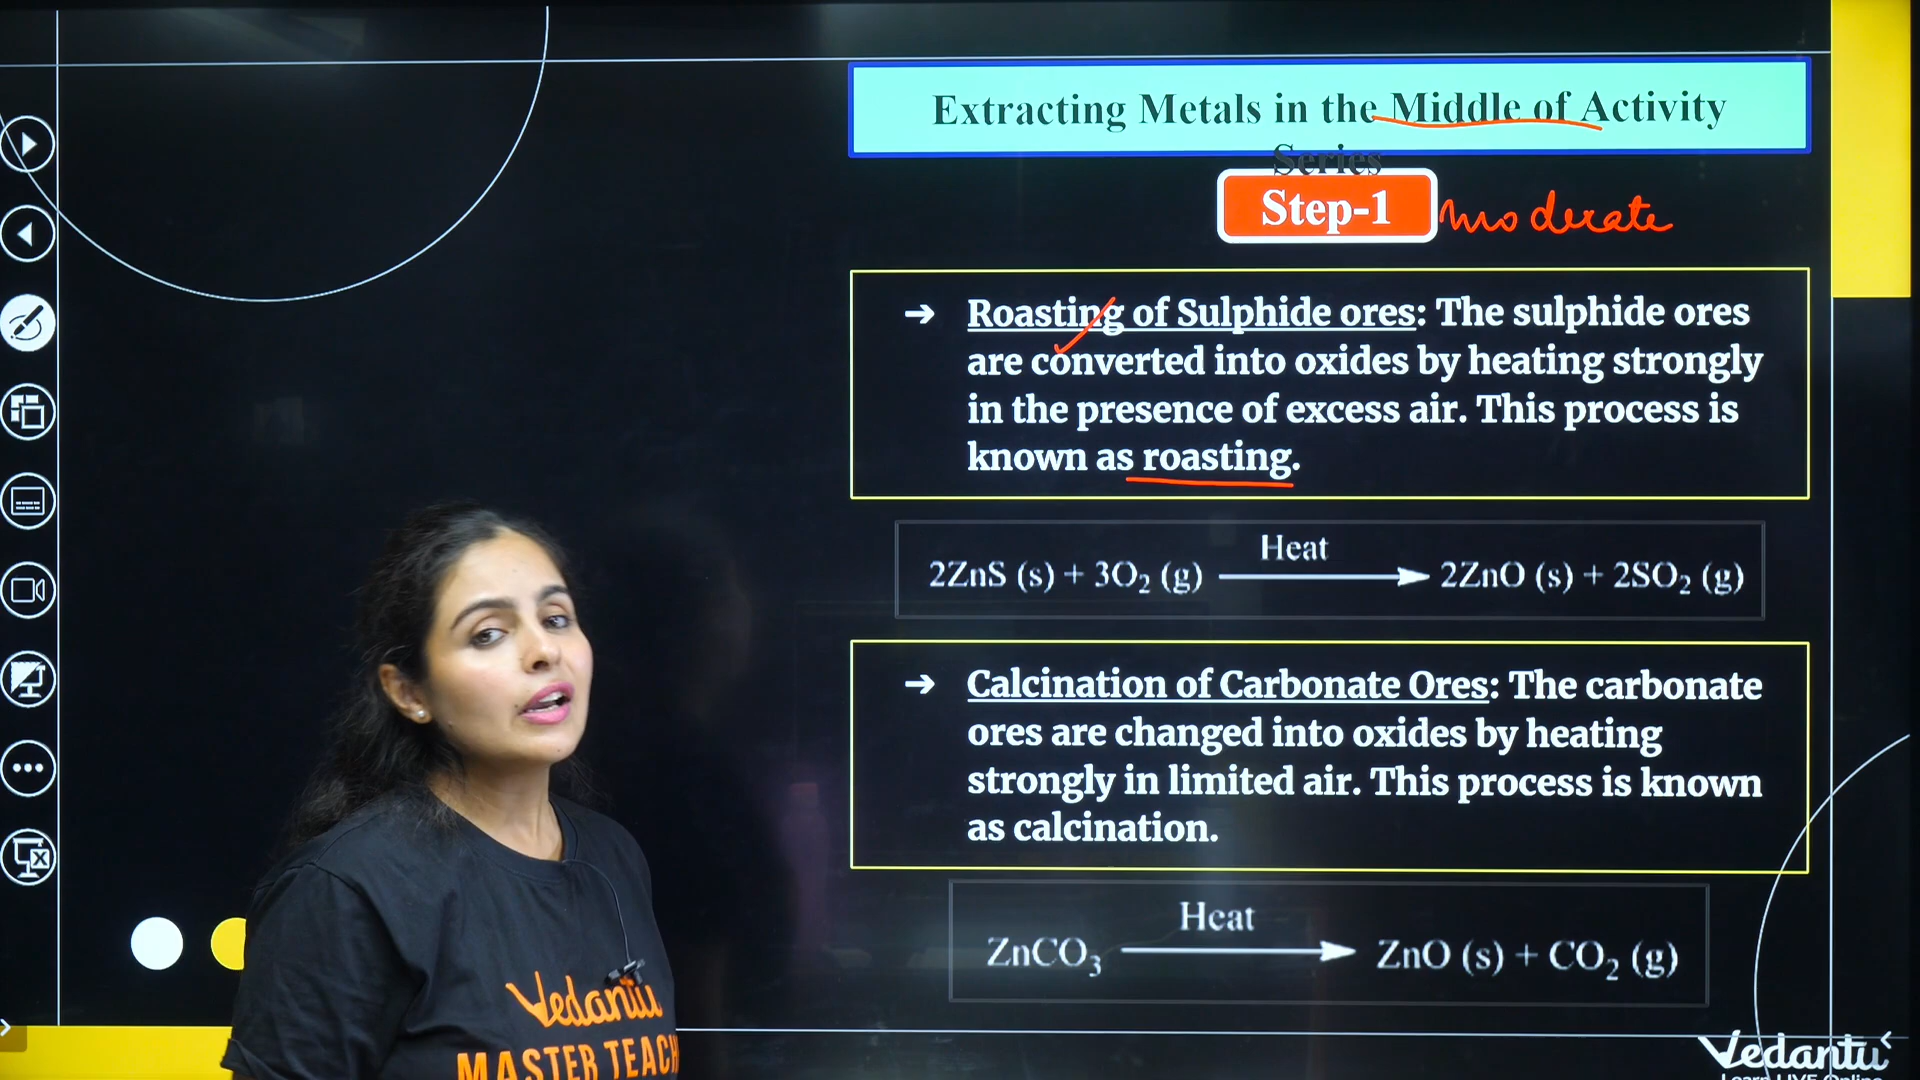 Extracting Metals in the Middle of Activity
Series
Step-1 moderate
➔ Roasting of Sulphide ores: The sulphide ores
are converted into oxides by heating strongly
in the presence of excess air. This process is
known as roasting.
Heat
2ZnS (s) + 3O₂ (g) ⟶ 2ZnO (s) + 2SO₂ (g)
➔ Calcination of Carbonate Ores: The carbonate
ores are changed into oxides by heating
strongly in limited air. This process is known
as calcination.
Heat
ZnCO₃ ⟶ ZnO (s) + CO₂ (g)
Vedantu
MASTER TEACH
Vedantu
Learn LIVE Online